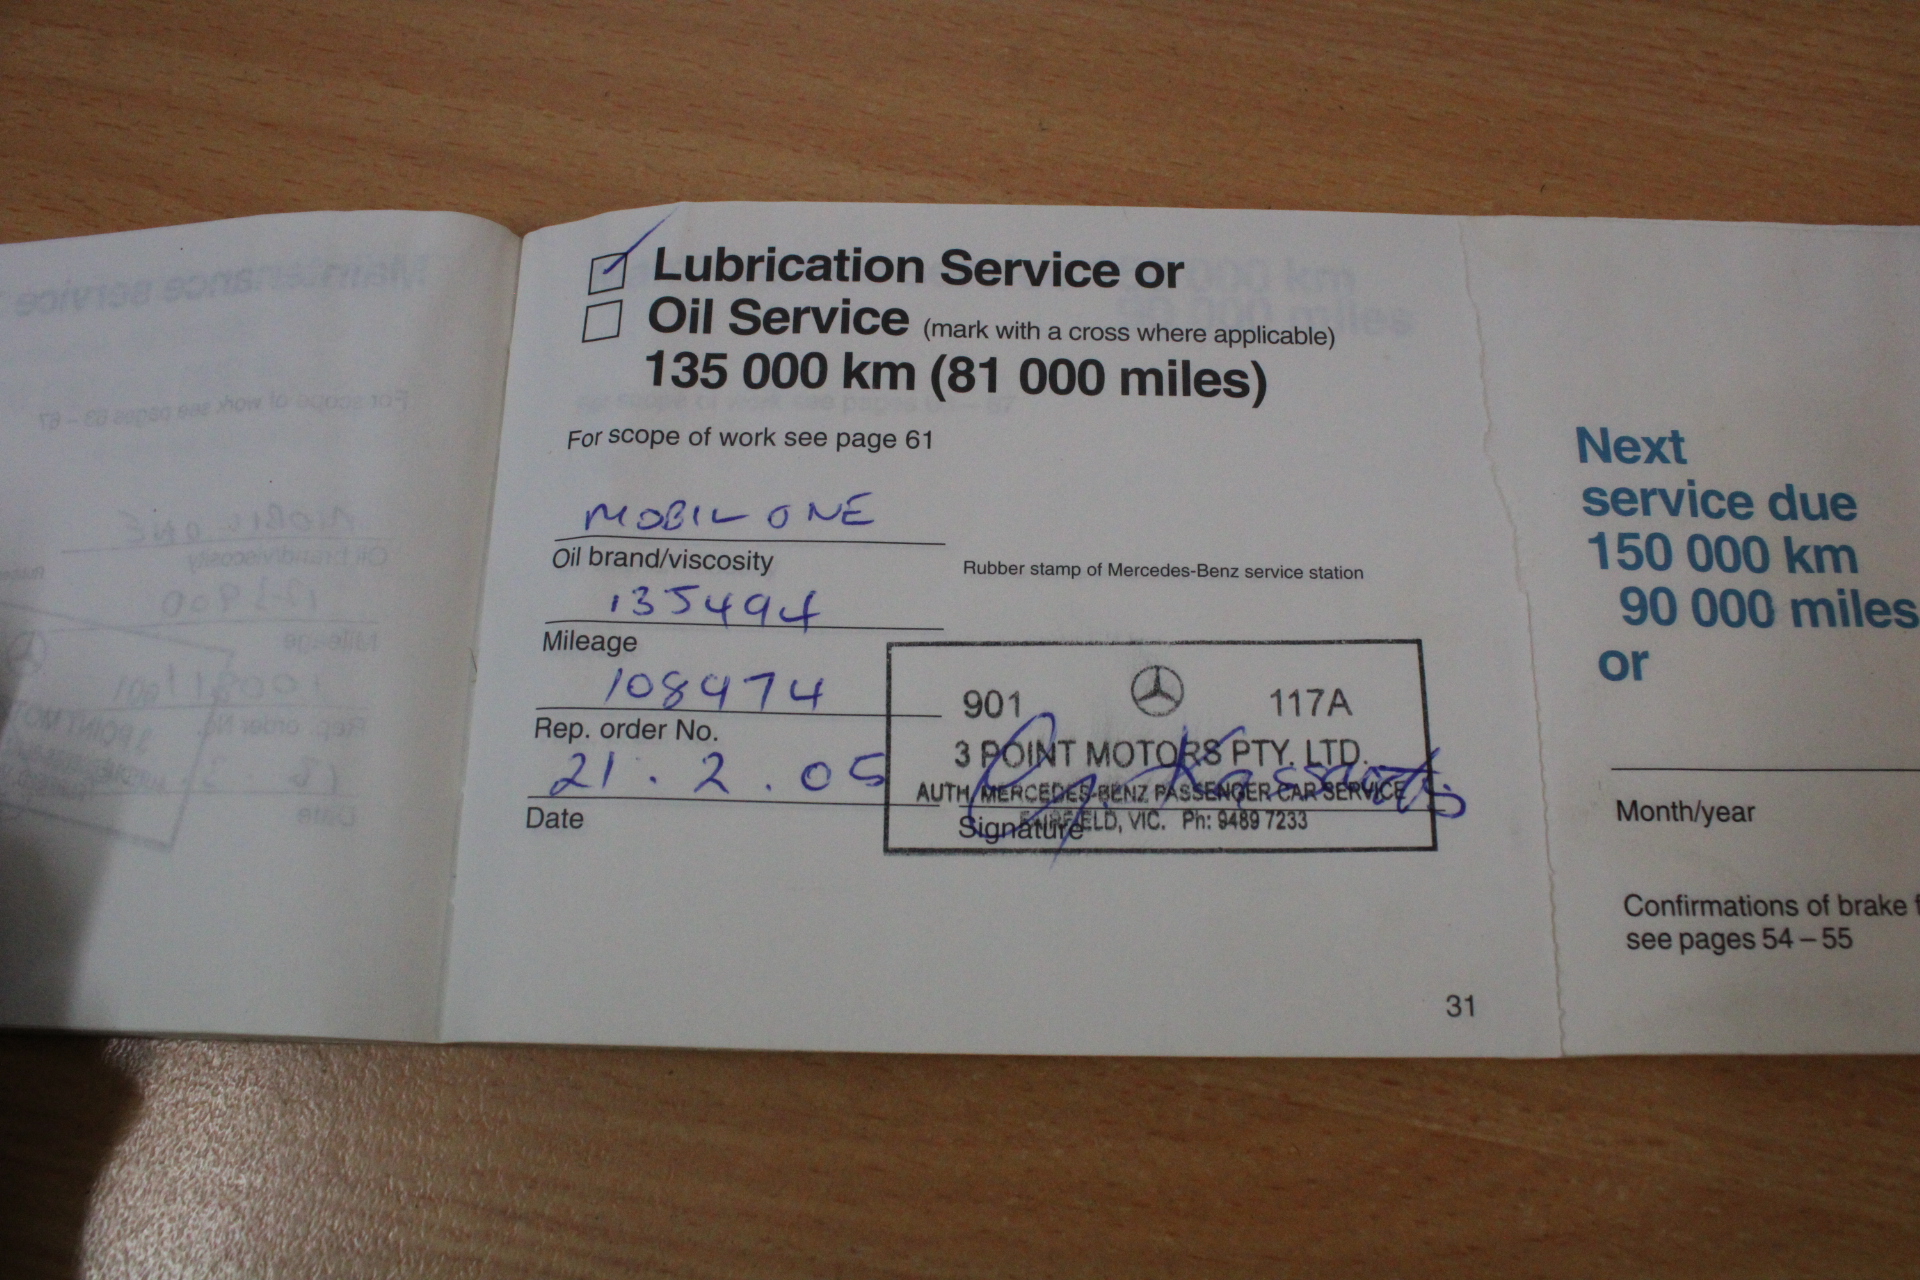 Lubrication Service or
Oil Service (mark with a cross where applicable)
135 000 km (81 000 miles)
For scope of work see page 61
MOBIL ONE
Oil brand/viscosity
Rubber stamp of Mercedes-Benz service station
135494
Mileage
108974
Rep. order No.
21.2.05
Date
901 117A
3 POINT MOTORS PTY. LTD.
AUTH. MERCEDES-BENZ PASSENGER CAR SERVICE
FAIRFIELD, VIC. Ph: 9489 7233
Signature
31
Next
service due
150 000 km
90 000 miles
or
Month/year
Confirmations of brake
see pages 54 – 55